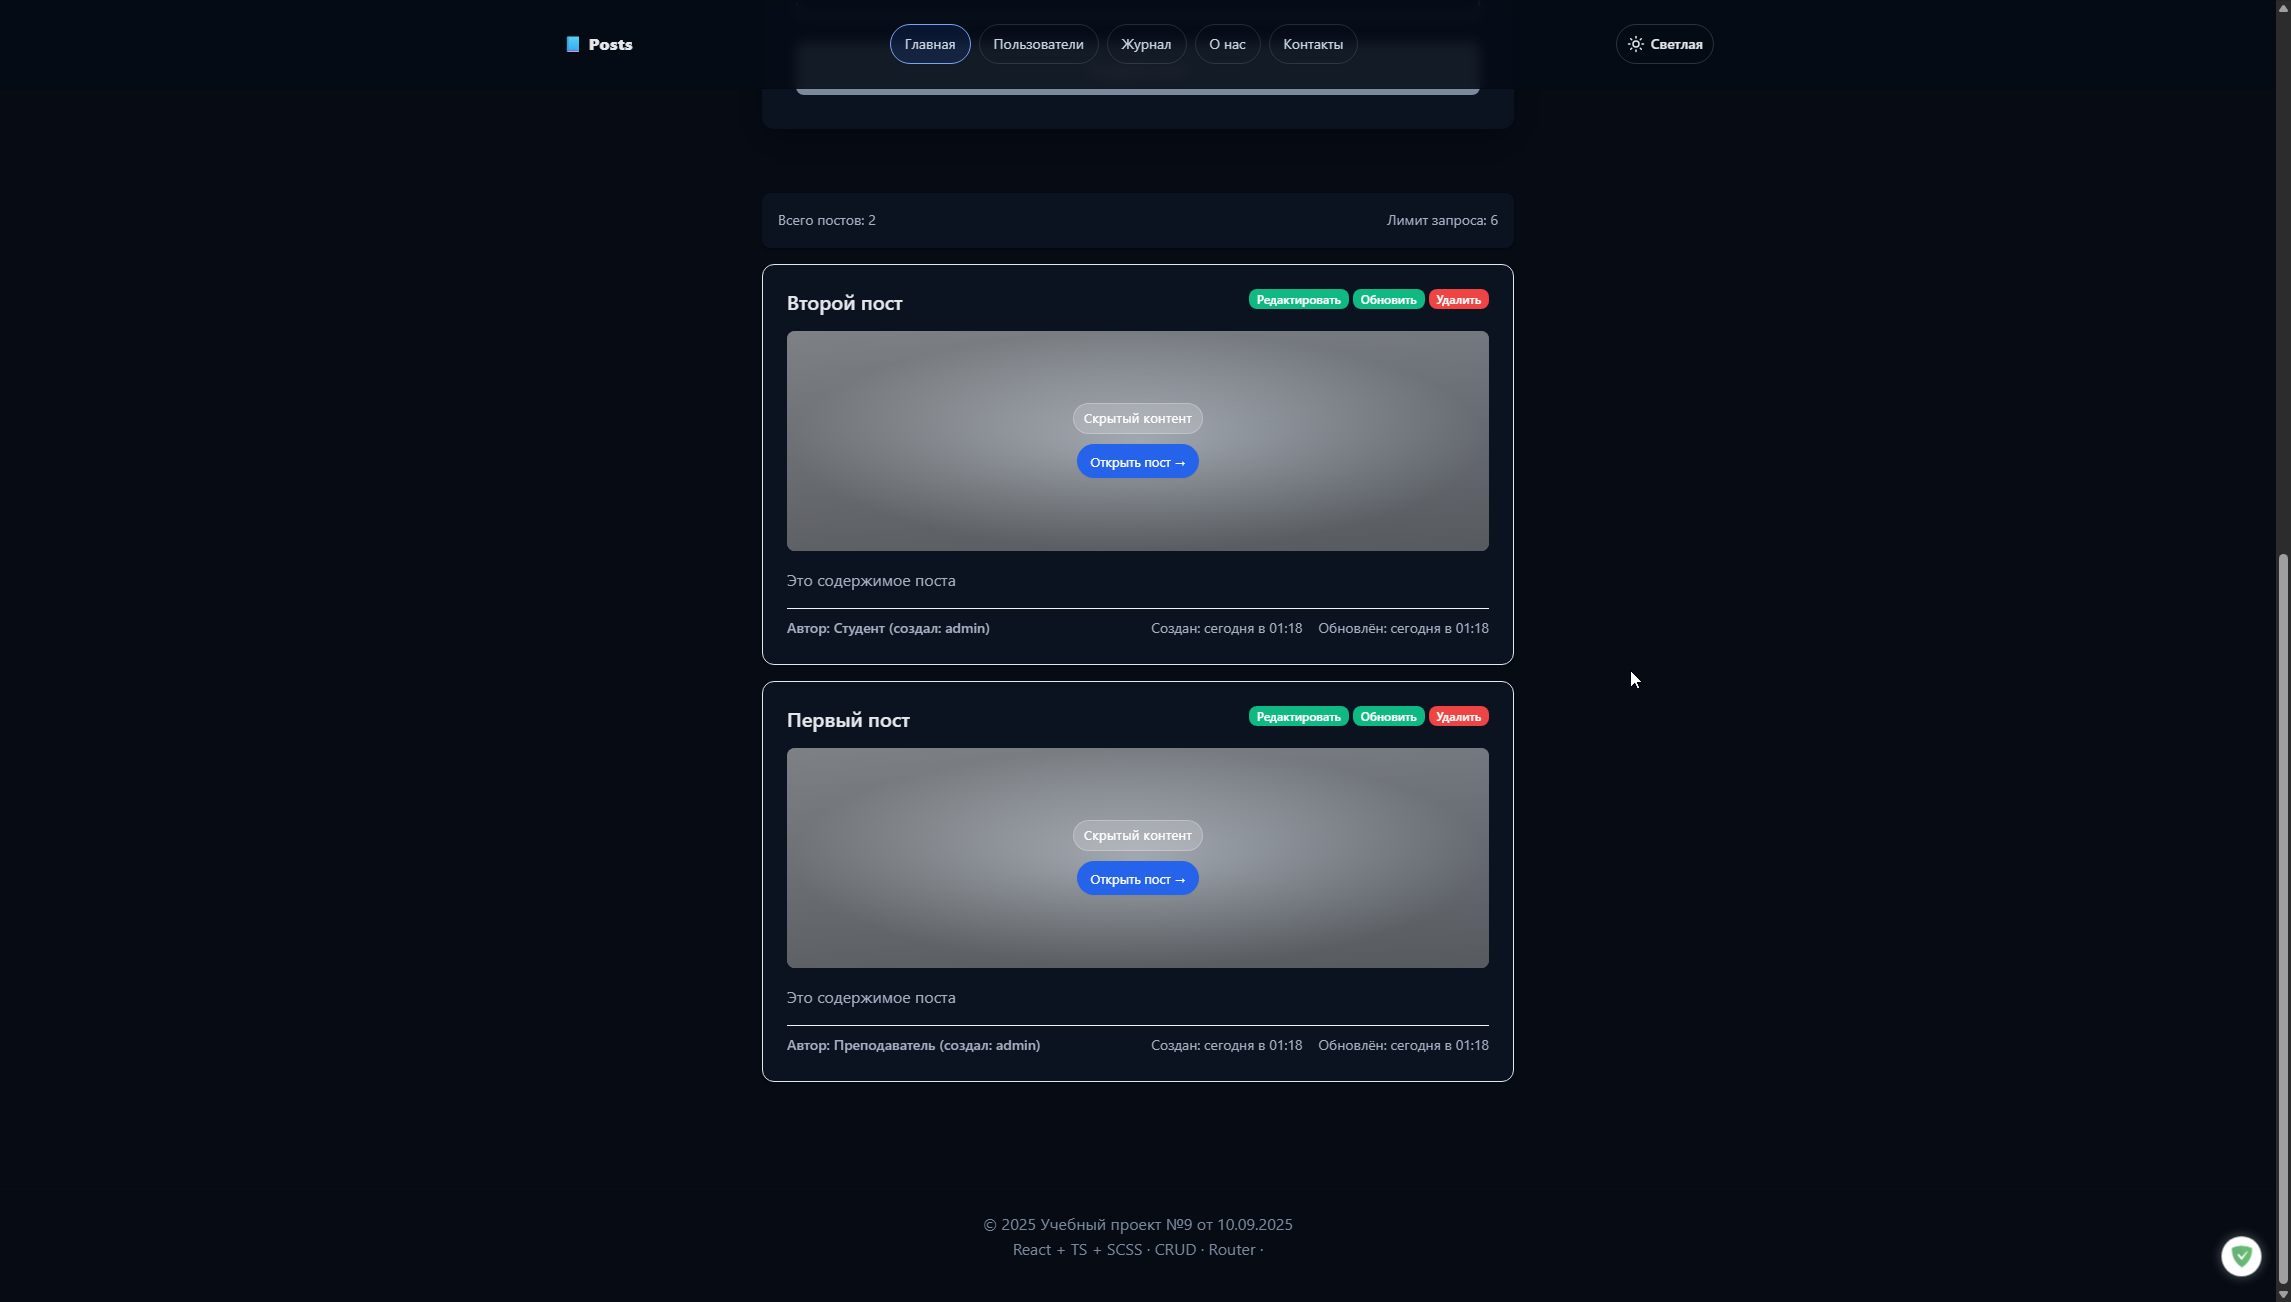 Posts
Главная
Пользователи
Журнал
О нас
Контакты
Светлая
Всего постов: 2
Лимит запроса: 6
Второй пост
Редактировать
Обновить
Удалить
Скрытый контент
Открыть пост →
Это содержимое поста
Автор: Студент (создал: admin)
Создан: сегодня в 01:18
Обновлён: сегодня в 01:18
Первый пост
Редактировать
Обновить
Удалить
Скрытый контент
Открыть пост →
Это содержимое поста
Автор: Преподаватель (создал: admin)
Создан: сегодня в 01:18
Обновлён: сегодня в 01:18
© 2025 Учебный проект №9 от 10.09.2025
React + TS + SCSS · CRUD · Router ·